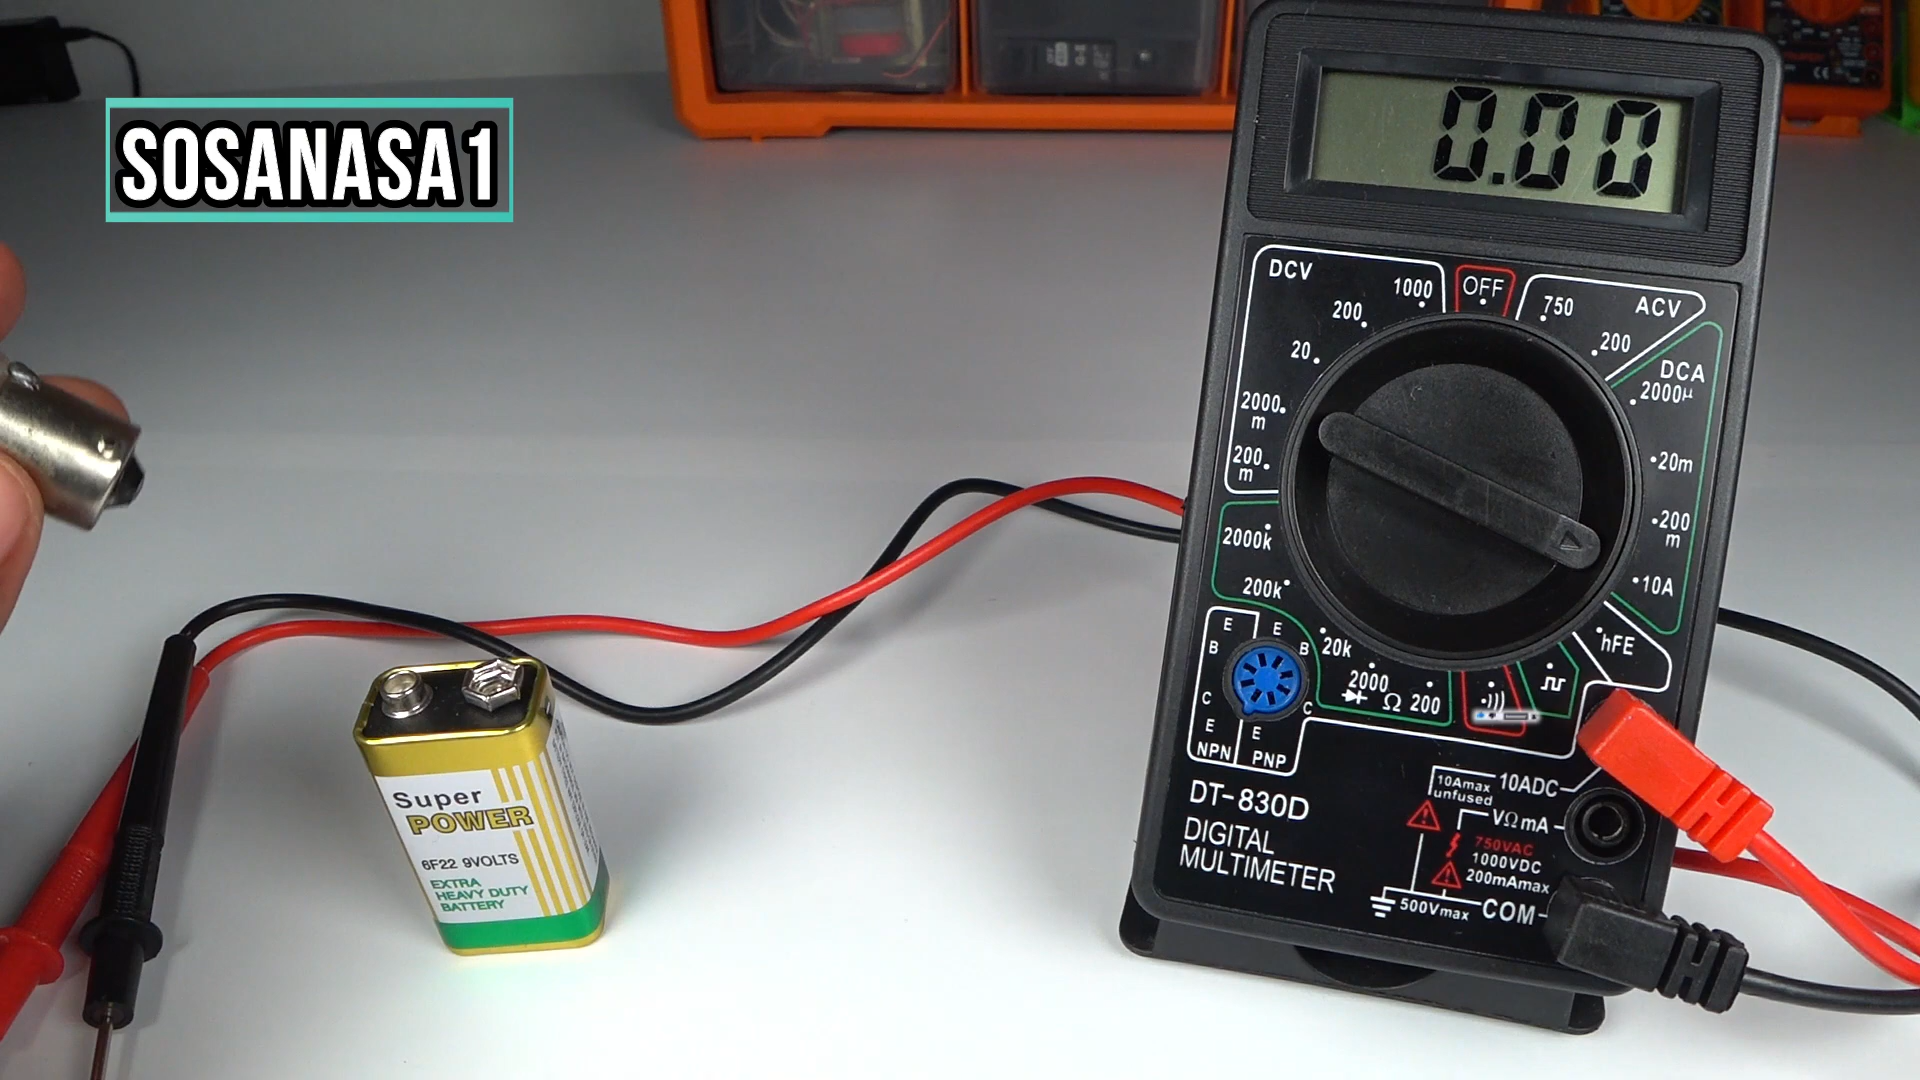 SOSANASA1
0.00
DCV
1000
OFF
750
ACV
200
200
20
DCA
2000µ
2000
m
20m
200
m
200
m
2000k
10A
200k
hFE
E
E
B
B
20k
2000
Ω
200
C
C
E
E
NPN
PNP
DT-830D
DIGITAL
MULTIMETER
10Amax
unfused
10ADC
VΩmA
750VAC
1000VDC
200mAmax
500Vmax
COM
Super
POWER
6F22 9VOLTS
EXTRA
HEAVY DUTY
BATTERY
CE